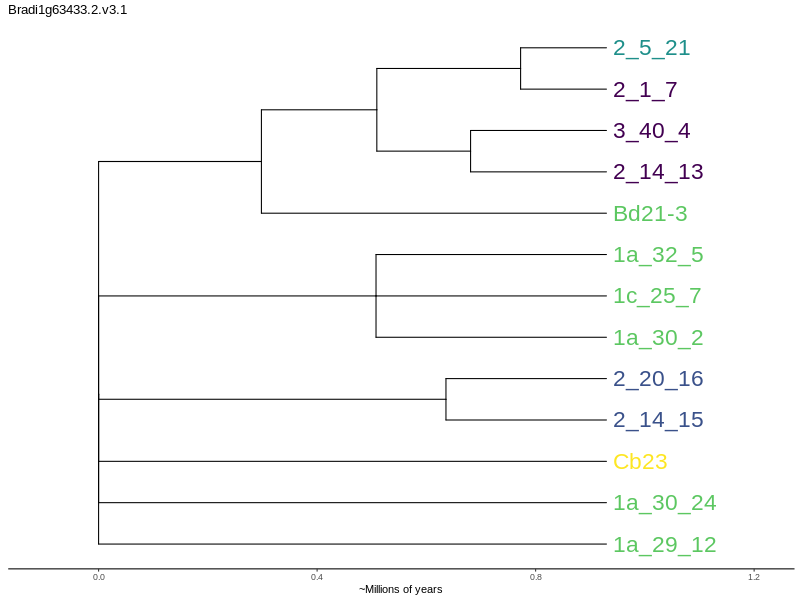 Bradi1g63433.2.v3.1
2_5_21
2_1_7
3_40_4
2_14_13
Bd21-3
1a_32_5
1c_25_7
1a_30_2
2_20_16
2_14_15
Cb23
1a_30_24
1a_29_12
0.0 0.4 0.8 1.2
~Millions of years